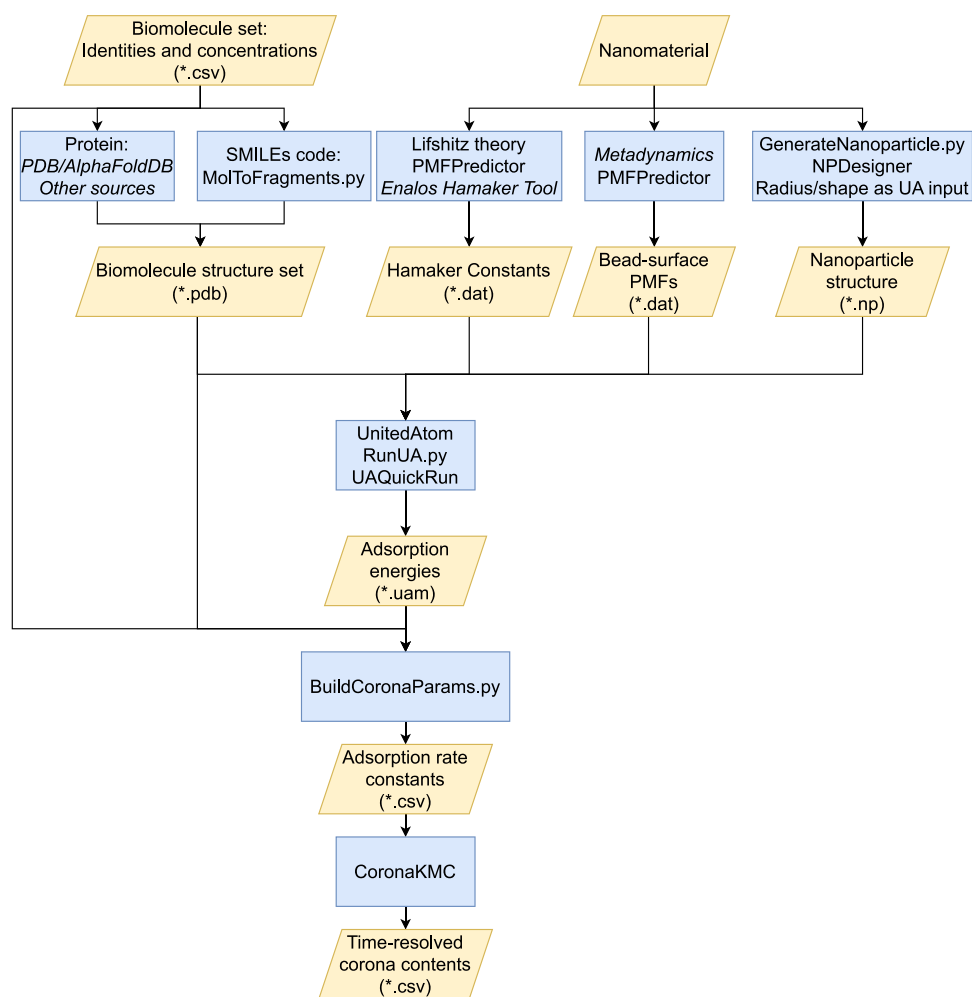 Biomolecule set:
Identities and concentrations
(*.csv)
Nanomaterial
Protein:
PDB/AlphaFoldDB
Other sources
SMILEs code:
MolToFragments.py
Lifshitz theory
PMFPredictor
Enalos Hamaker Tool
Metadynamics
PMFPredictor
GenerateNanoparticle.py
NPDesigner
Radius/shape as UA input
Biomolecule structure set
(*.pdb)
Hamaker Constants
(*.dat)
Bead-surface
PMFs
(*.dat)
Nanoparticle
structure
(*.np)
UnitedAtom
RunUA.py
UAQuickRun
Adsorption
energies
(*.uam)
BuildCoronaParams.py
Adsorption rate
constants
(*.csv)
CoronaKMC
Time-resolved
corona contents
(*.csv)